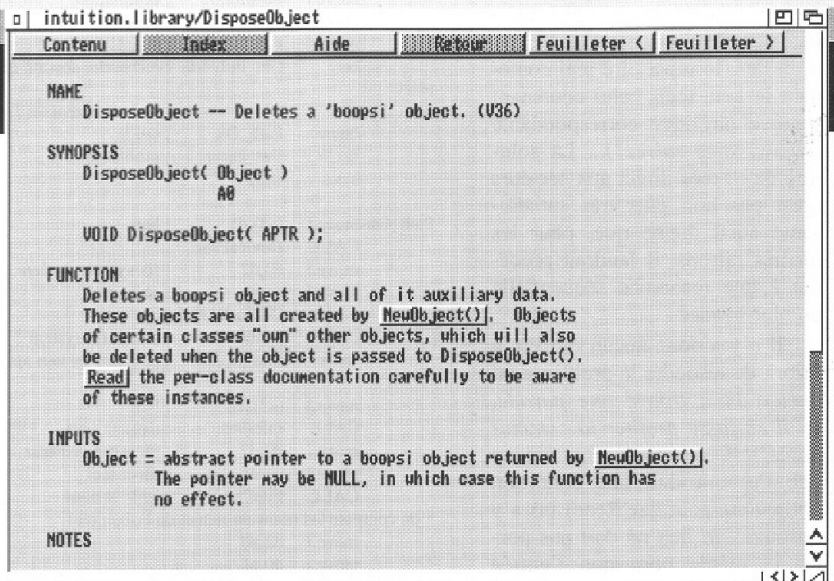 intuition.library/DisposeObject
Contenu Index Aide Retour Feuilleter < Feuilleter >
NAME
DisposeObject -- Deletes a 'boopsi' object. (V36)
SYNOPSIS
DisposeObject( Object )
A0
VOID DisposeObject( APTR );
FUNCTION
Deletes a boopsi object and all of it auxiliary data.
These objects are all created by NewObject(). Objects
of certain classes "own" other objects, which will also
be deleted when the object is passed to DisposeObject().
Read the per-class documentation carefully to be aware
of these instances.
INPUTS
Object = abstract pointer to a boopsi object returned by NewObject().
The pointer may be NULL, in which case this function has
no effect.
NOTES